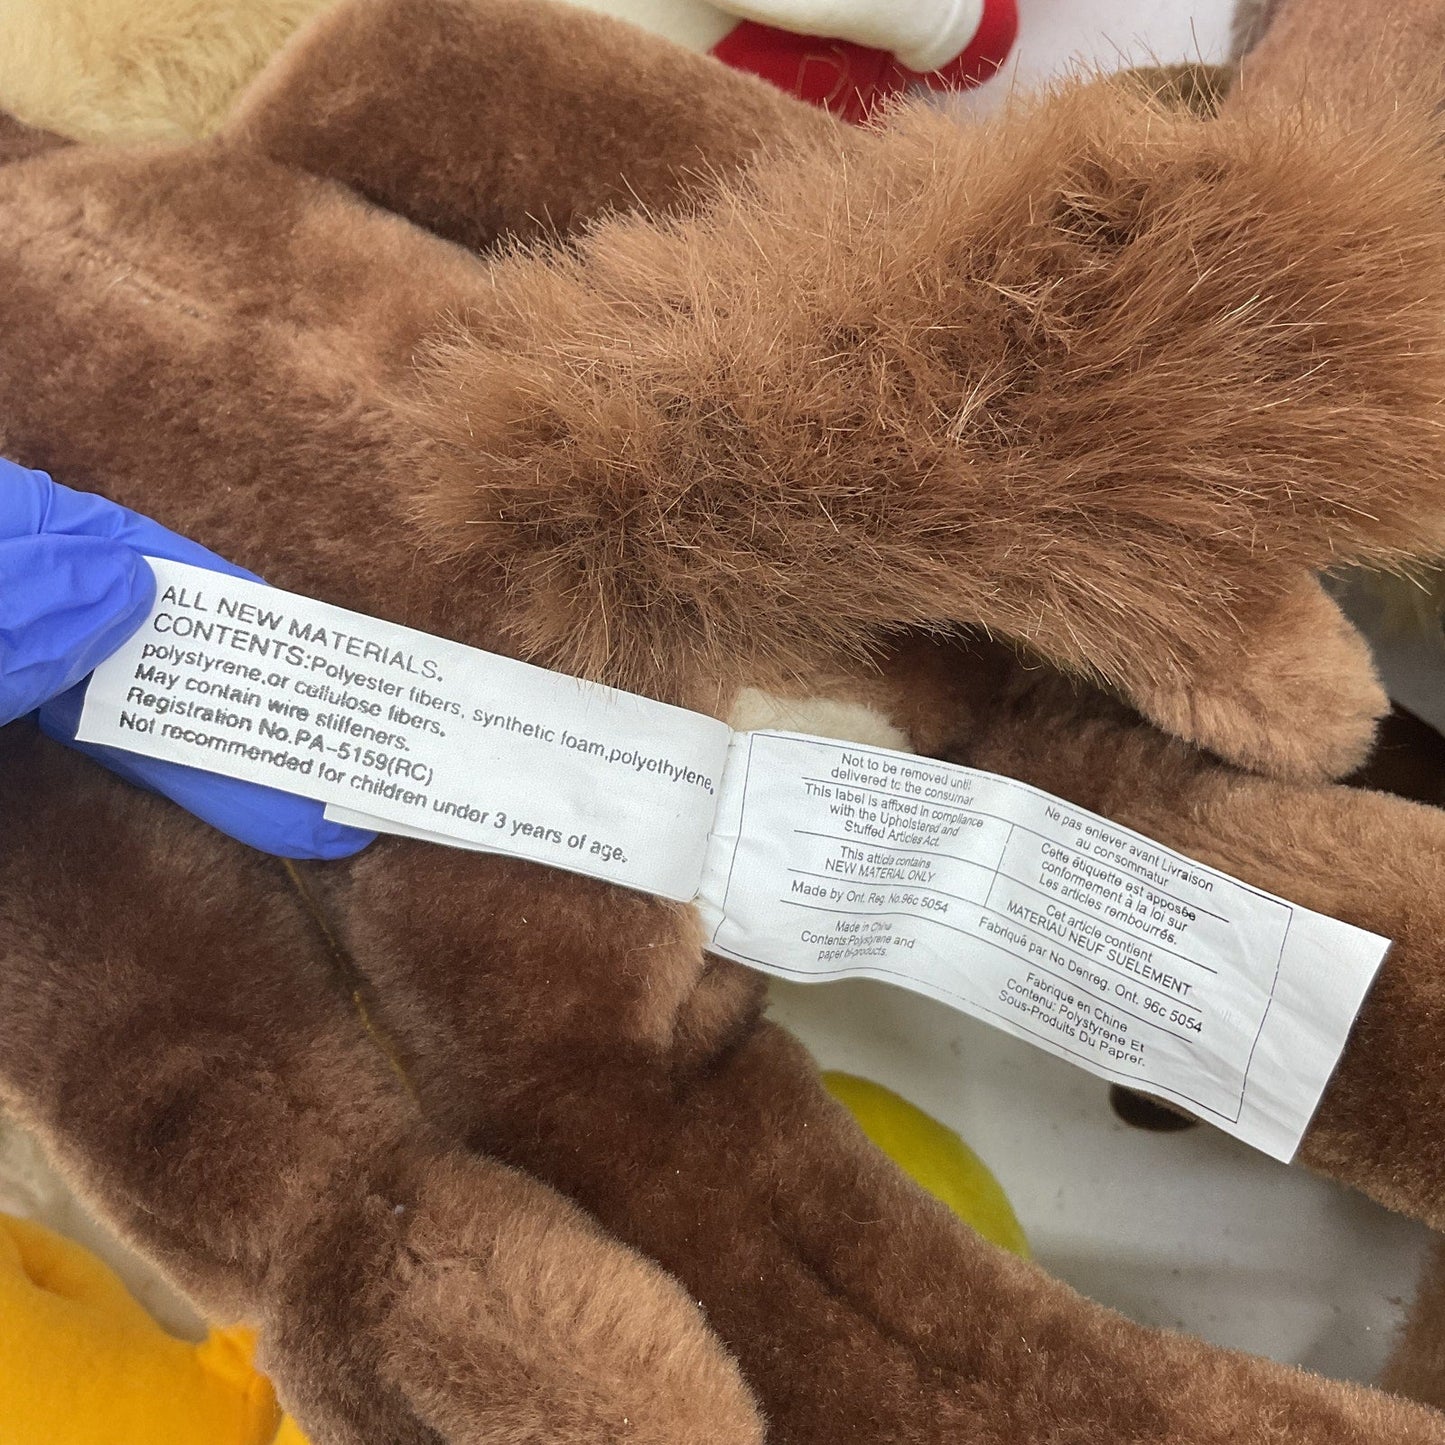 ALL NEW MATERIALS.
CONTENTS:Polyester fibers, synthetic foam,polyethylene,
polystyrene,or cellulose fibers.
May contain wire stiffeners.
Registration No.PA-5159(RC)
Not recommended for children under 3 years of age.
Not to be removed until
delivered to the consumar
This label is affixed in compliance
with the Upholstered and
Stuffed Articles Act.
This article contains
NEW MATERIAL ONLY
Made by Ont. Reg. No.96c 5054
Made in China
Contents:Polystyrene and
paper bi-products.
Ne pas enlever avant Livraison
au consommatur
Cette étiquette est apposée
conformement à la loi sur
Les articles rembourrés.
Cet article contient
MATERIAU NEUF SUELEMENT
Fabriqué par No Denreg. Ont. 96c 5054
Fabrique en Chine
Contenu: Polystyrene Et
Sous-Produits Du Paprer.